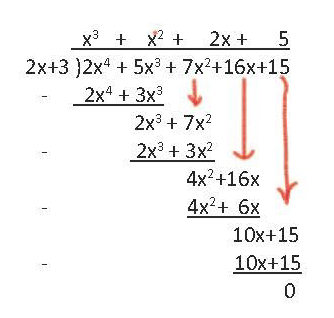 x³ + x² + 2x + 5
2x+3 )2x⁴ + 5x³ + 7x²+16x+15
- 2x⁴ + 3x³
2x³ + 7x²
- 2x³ + 3x²
4x²+16x
- 4x²+ 6x
10x+15
- 10x+15
0